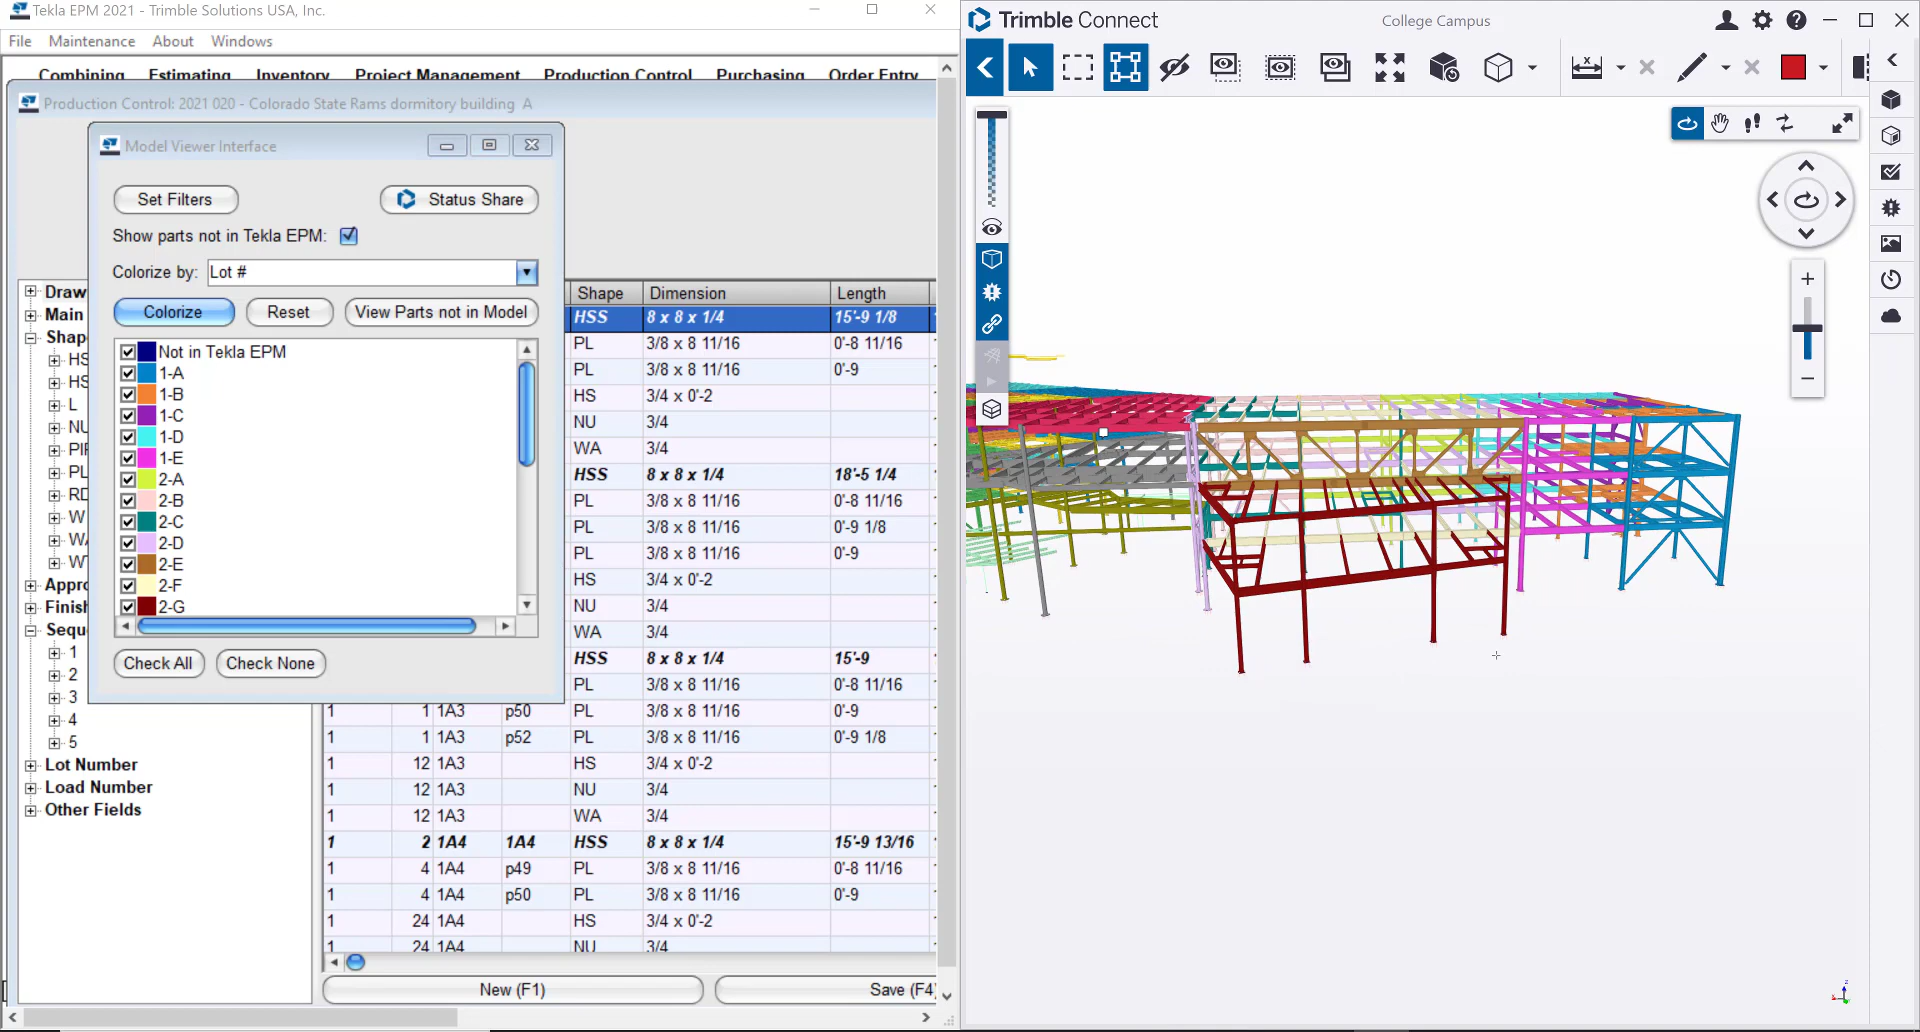 Tekla EPM 2021 - Trimble Solutions USA, Inc.
File Maintenance About Windows
Combining Estimating Inventory Project Management Production Control Purchasing Order Entry
Production Control: 2021 020 - Colorado State Rams dormitory building A
Model Viewer Interface
Set Filters
Status Share
Show parts not in Tekla EPM:
Colorize by: Lot #
Colorize Reset View Parts not in Model
Not in Tekla EPM
1-A
1-B
1-C
1-D
1-E
2-A
2-B
2-C
2-D
2-E
2-F
2-G
Check All Check None
Draw
Main
Shap
HS
HS
L
NU
PI
PL
RD
W
WA
WT
Appro
Finish
Sequ
1
2
3
4
5
Lot Number
Load Number
Other Fields
Shape Dimension Length
HSS 8 x 8 x 1/4 15'-9 1/8
PL 3/8 x 8 11/16 0'-8 11/16
PL 3/8 x 8 11/16 0'-9
HS 3/4 x 0'-2
NU 3/4
WA 3/4
HSS 8 x 8 x 1/4 18'-5 1/4
PL 3/8 x 8 11/16 0'-8 11/16
PL 3/8 x 8 11/16 0'-9 1/8
PL 3/8 x 8 11/16 0'-9
HS 3/4 x 0'-2
NU 3/4
WA 3/4
HSS 8 x 8 x 1/4 15'-9
PL 3/8 x 8 11/16 0'-8 11/16
1 1 1A3 p50 PL 3/8 x 8 11/16 0'-9
1 1 1A3 p52 PL 3/8 x 8 11/16 0'-9 1/8
1 12 1A3 HS 3/4 x 0'-2
1 12 1A3 NU 3/4
1 12 1A3 WA 3/4
1 2 1A4 1A4 HSS 8 x 8 x 1/4 15'-9 13/16
1 4 1A4 p49 PL 3/8 x 8 11/16 0'-8 11/16
1 4 1A4 p50 PL 3/8 x 8 11/16 0'-9
1 24 1A4 HS 3/4 x 0'-2
1 24 1A4 NU 3/4
New (F1) Save (F4)
Trimble Connect
College Campus